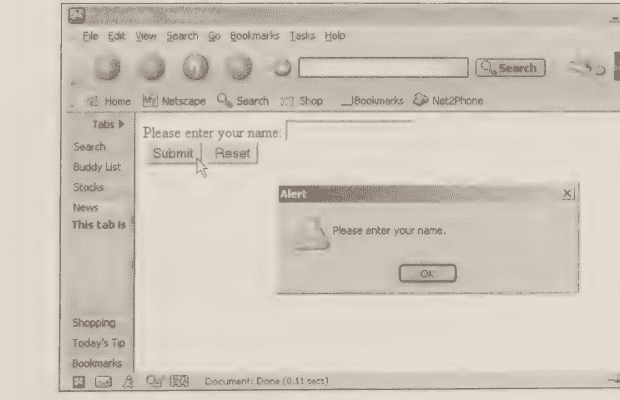 File Edit View Search Go Bookmarks Tasks Help
Search
Home Netscape Search Shop Bookmarks Net2Phone
Tabs
Search
Buddy List
Stocks
News
This tab is
Shopping
Today's Tip
Bookmarks
Please enter your name:
Submit Reset
Alert
Please enter your name.
OK
Document: Done (0.11 secs)